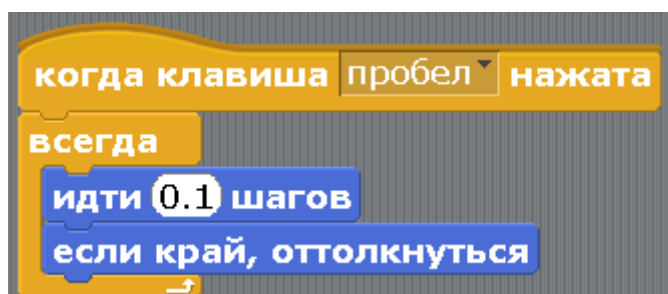 когда клавиша пробел нажата
всегда
идти 0.1 шагов
если край, оттолкнуться